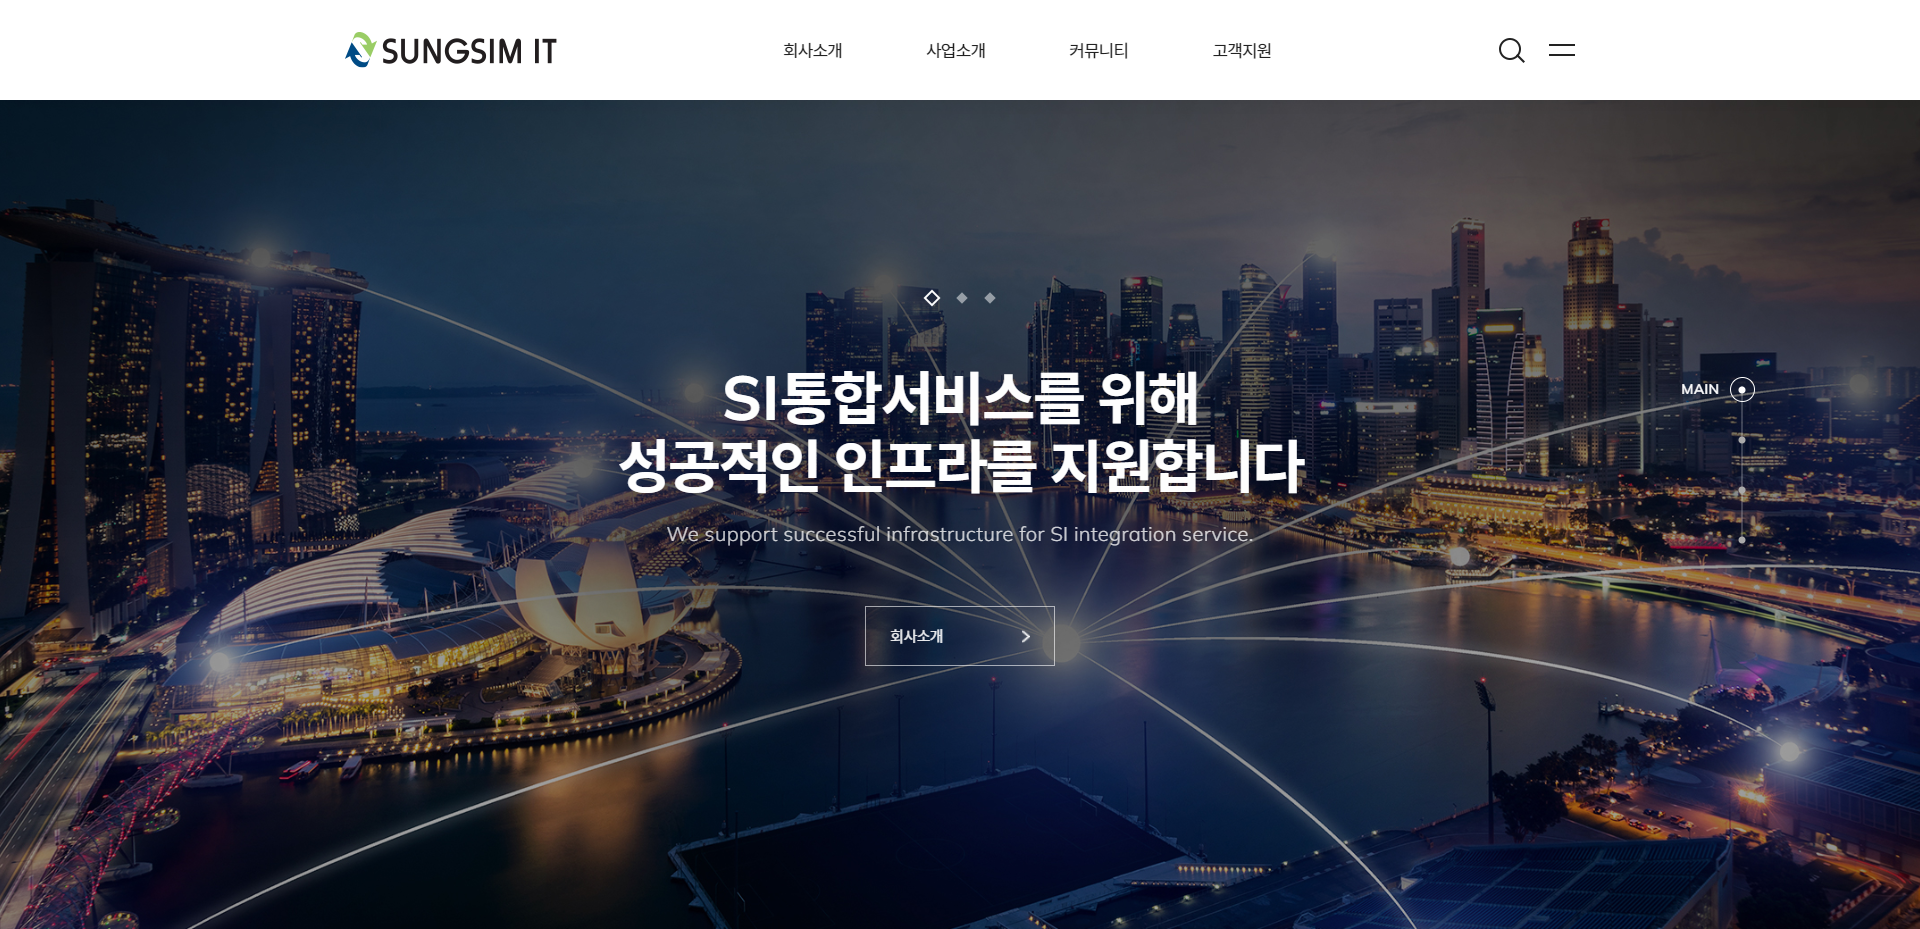 SUNGSIM IT
회사소개
사업소개
커뮤니티
고객지원
SI통합서비스를 위해
성공적인 인프라를 지원합니다
We support successful infrastructure for SI integration service.
회사소개
MAIN